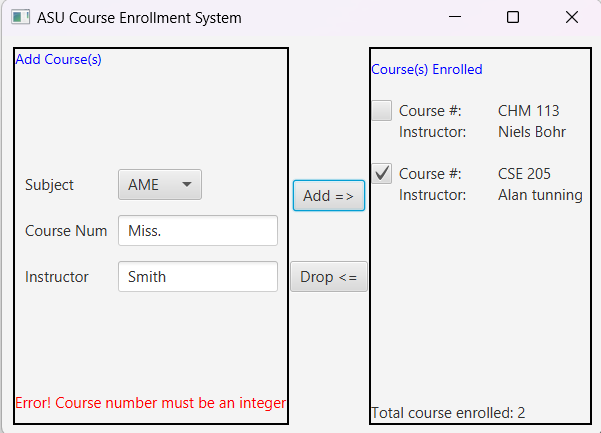 ASU Course Enrollment System
Add Course(s)
Subject AME
Course Num Miss.
Instructor Smith
Error! Course number must be an integer
Add =>
Drop <=
Course(s) Enrolled
Course #: CHM 113
Instructor: Niels Bohr
Course #: CSE 205
Instructor: Alan tunning
Total course enrolled: 2